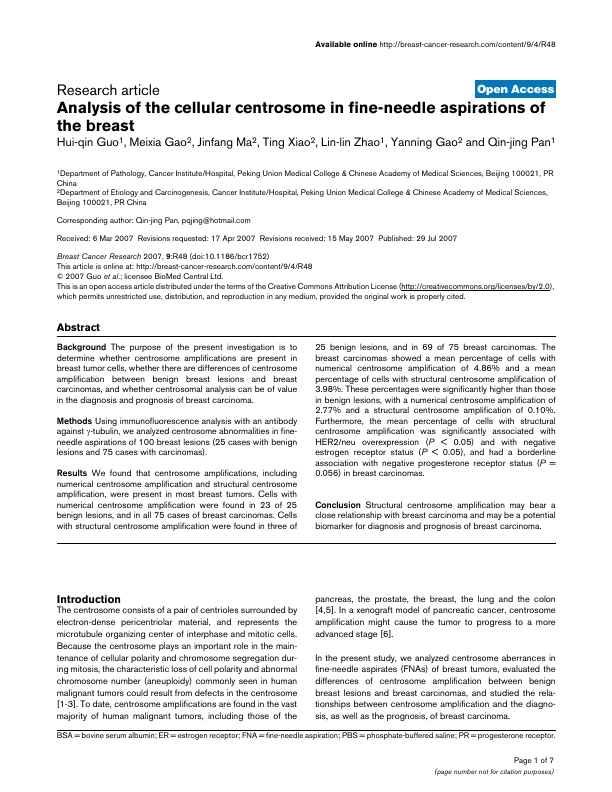 Available online http://breast-cancer-research.com/content/9/4/R48
Research article
Open Access
Analysis of the cellular centrosome in fine-needle aspirations of
the breast
Hui-qin Guo1, Meixia Gao2, Jinfang Ma2, Ting Xiao2, Lin-lin Zhao1, Yanning Gao2 and Qin-jing Pan1
1Department of Pathology, Cancer Institute/Hospital, Peking Union Medical College & Chinese Academy of Medical Sciences, Beijing 100021, PR
China
2Department of Etiology and Carcinogenesis, Cancer Institute/Hospital, Peking Union Medical College & Chinese Academy of Medical Sciences,
Beijing 100021, PR China
Corresponding author: Qin-jing Pan, pqjing@hotmail.com
Received: 6 Mar 2007 Revisions requested: 17 Apr 2007 Revisions received: 15 May 2007 Published: 29 Jul 2007
Breast Cancer Research 2007, 9:R48 (doi:10.1186/bcr1752)
This article is online at: http://breast-cancer-research.com/content/9/4/R48
© 2007 Guo et al.; licensee BioMed Central Ltd.
This is an open access article distributed under the terms of the Creative Commons Attribution License (http://creativecommons.org/licenses/by/2.0),
which permits unrestricted use, distribution, and reproduction in any medium, provided the original work is properly cited.
Abstract
Background The purpose of the present investigation is to
determine whether centrosome amplifications are present in
breast tumor cells, whether there are differences of centrosome
amplification between benign breast lesions and breast
carcinomas, and whether centrosomal analysis can be of value
in the diagnosis and prognosis of breast carcinoma.
Methods Using immunofluorescence analysis with an antibody
against γ-tubulin, we analyzed centrosome abnormalities in fine-
needle aspirations of 100 breast lesions (25 cases with benign
lesions and 75 cases with carcinomas).
Results We found that centrosome amplifications, including
numerical centrosome amplification and structural centrosome
amplification, were present in most breast tumors. Cells with
numerical centrosome amplification were found in 23 of 25
benign lesions, and in all 75 cases of breast carcinomas. Cells
with structural centrosome amplification were found in three of
25 benign lesions, and in 69 of 75 breast carcinomas. The
breast carcinomas showed a mean percentage of cells with
numerical centrosome amplification of 4.86% and a mean
percentage of cells with structural centrosome amplification of
3.98%. These percentages were significantly higher than those
in benign lesions, with a numerical centrosome amplification of
2.77% and a structural centrosome amplification of 0.10%.
Furthermore, the mean percentage of cells with structural
centrosome amplification was significantly associated with
HER2/neu overexpression (P < 0.05) and with negative
estrogen receptor status (P < 0.05), and had a borderline
association with negative progesterone receptor status (P =
0.056) in breast carcinomas.
Conclusion Structural centrosome amplification may bear a
close relationship with breast carcinoma and may be a potential
biomarker for diagnosis and prognosis of breast carcinoma.
Introduction
The centrosome consists of a pair of centrioles surrounded by
electron-dense pericentriolar material, and represents the
microtubule organizing center of interphase and mitotic cells.
Because the centrosome plays an important role in the main-
tenance of cellular polarity and chromosome segregation dur-
ing mitosis, the characteristic loss of cell polarity and abnormal
chromosome number (aneuploidy) commonly seen in human
malignant tumors could result from defects in the centrosome
[1-3]. To date, centrosome amplifications are found in the vast
majority of human malignant tumors, including those of the
pancreas, the prostate, the breast, the lung and the colon
[4,5]. In a xenograft model of pancreatic cancer, centrosome
amplification might cause the tumor to progress to a more
advanced stage [6].
In the present study, we analyzed centrosome aberrances in
fine-needle aspirates (FNAs) of breast tumors, evaluated the
differences of centrosome amplification between benign
breast lesions and breast carcinomas, and studied the rela-
tionships between centrosome amplification and the diagno-
sis, as well as the prognosis, of breast carcinoma.
BSA = bovine serum albumin; ER = estrogen receptor; FNA = fine-needle aspiration; PBS = phosphate-buffered saline; PR = progesterone receptor.
Page 1 of 7
(page number not for citation purposes)